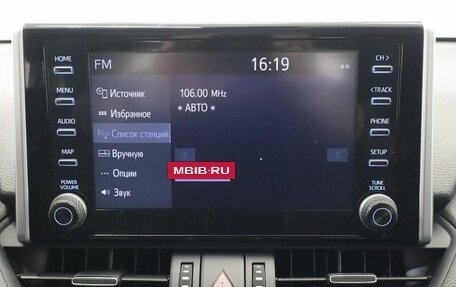 HOME
FM
16:19
CH >
MENU
Источник
106.00 MHz
< TRACK
Избранное
* АВТО *
AUDIO
Список станций
PHONE
MAP
Вручную
SETUP
Опции
MBIB-RU
POWER
VOLUME
TUNE
SCROLL
Звук